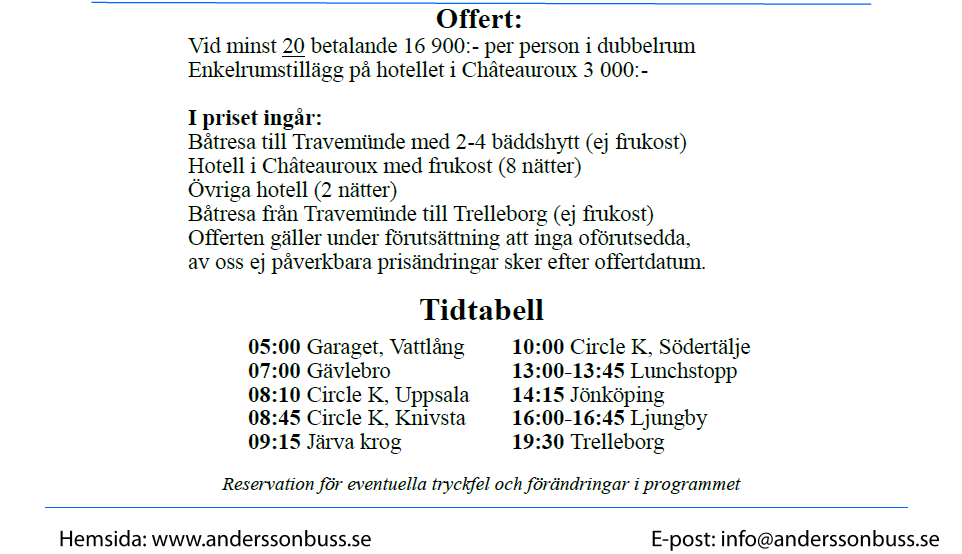 Offert:
Vid minst 20 betalande 16 900:- per person i dubbelrum
Enkelrumstillägg på hotellet i Châteauroux 3 000:-
I priset ingår:
Båtresa till Travemünde med 2-4 bäddshytt (ej frukost)
Hotell i Châteauroux med frukost (8 nätter)
Övriga hotell (2 nätter)
Båtresa från Travemünde till Trelleborg (ej frukost)
Offerten gäller under förutsättning att inga oförutsedda,
av oss ej påverkbara prisändringar sker efter offertdatum.
Tidtabell
05:00 Garaget, Vattlång
07:00 Gävlebro
08:10 Circle K, Uppsala
08:45 Circle K, Knivsta
09:15 Järva krog
10:00 Circle K, Södertälje
13:00-13:45 Lunchstopp
14:15 Jönköping
16:00-16:45 Ljungby
19:30 Trelleborg
Reservation för eventuella tryckfel och förändringar i programmet
Hemsida: www.anderssonbuss.se
E-post: info@anderssonbuss.se